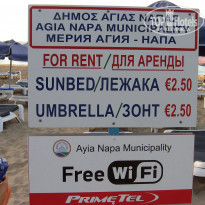 ΔΗΜΟΣ ΑΓΙΑΣ ΝΑΠΑΣ
AGIA NAPA MUNICIPALITY
МЕРИЯ АГИЯ - НАПА
FOR RENT/ДЛЯ АРЕНДЫ
SUNBED/ЛЕЖАКА €2.50
UMBRELLA/ЗОНТ €2.50
Ayia Napa Municipality
Free WiFi
PRIMETEL